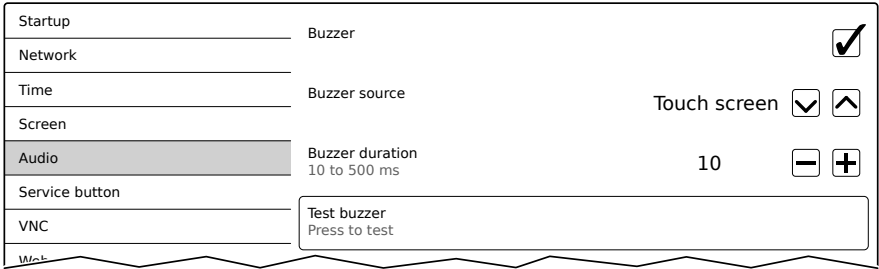 Startup
Network
Time
Screen
Audio
Service button
VNC
Buzzer
Buzzer source
Touch screen
Buzzer duration
10 to 500 ms
10
Test buzzer
Press to test